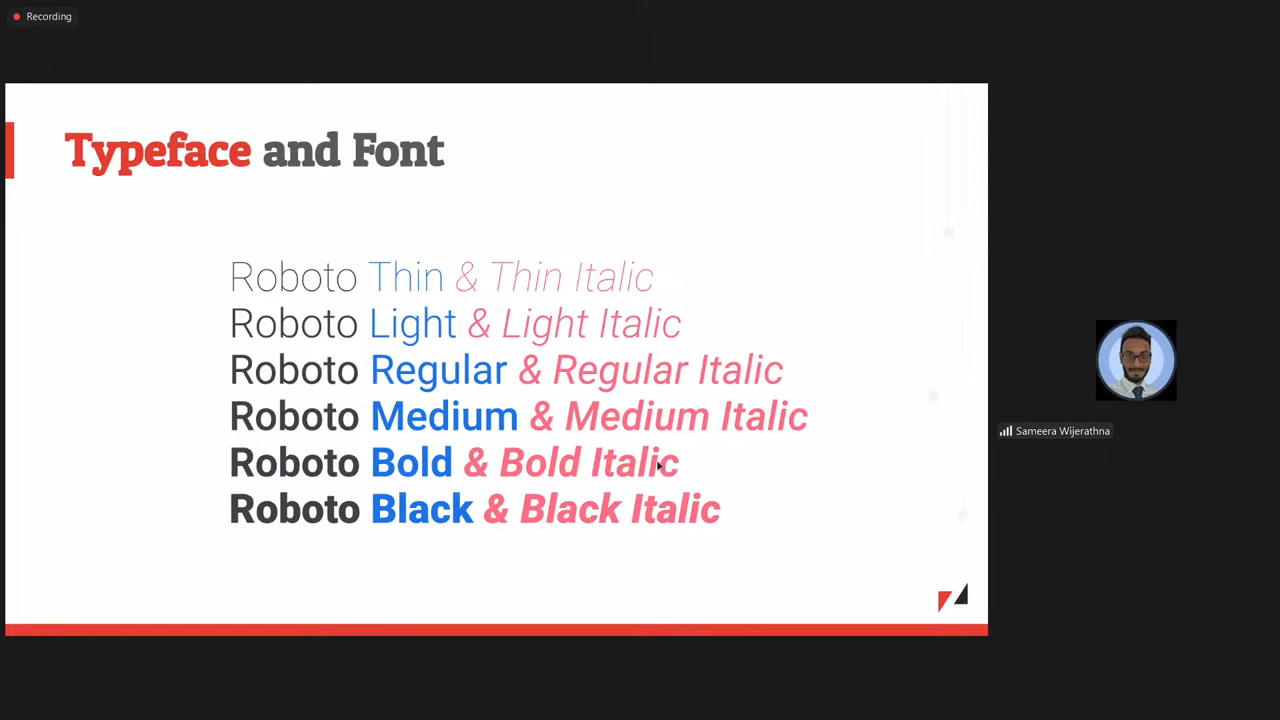 Recording
Typeface and Font
Roboto Thin & Thin Italic
Roboto Light & Light Italic
Roboto Regular & Regular Italic
Roboto Medium & Medium Italic
Roboto Bold & Bold Italic
Roboto Black & Black Italic
Sameera Wijerathna